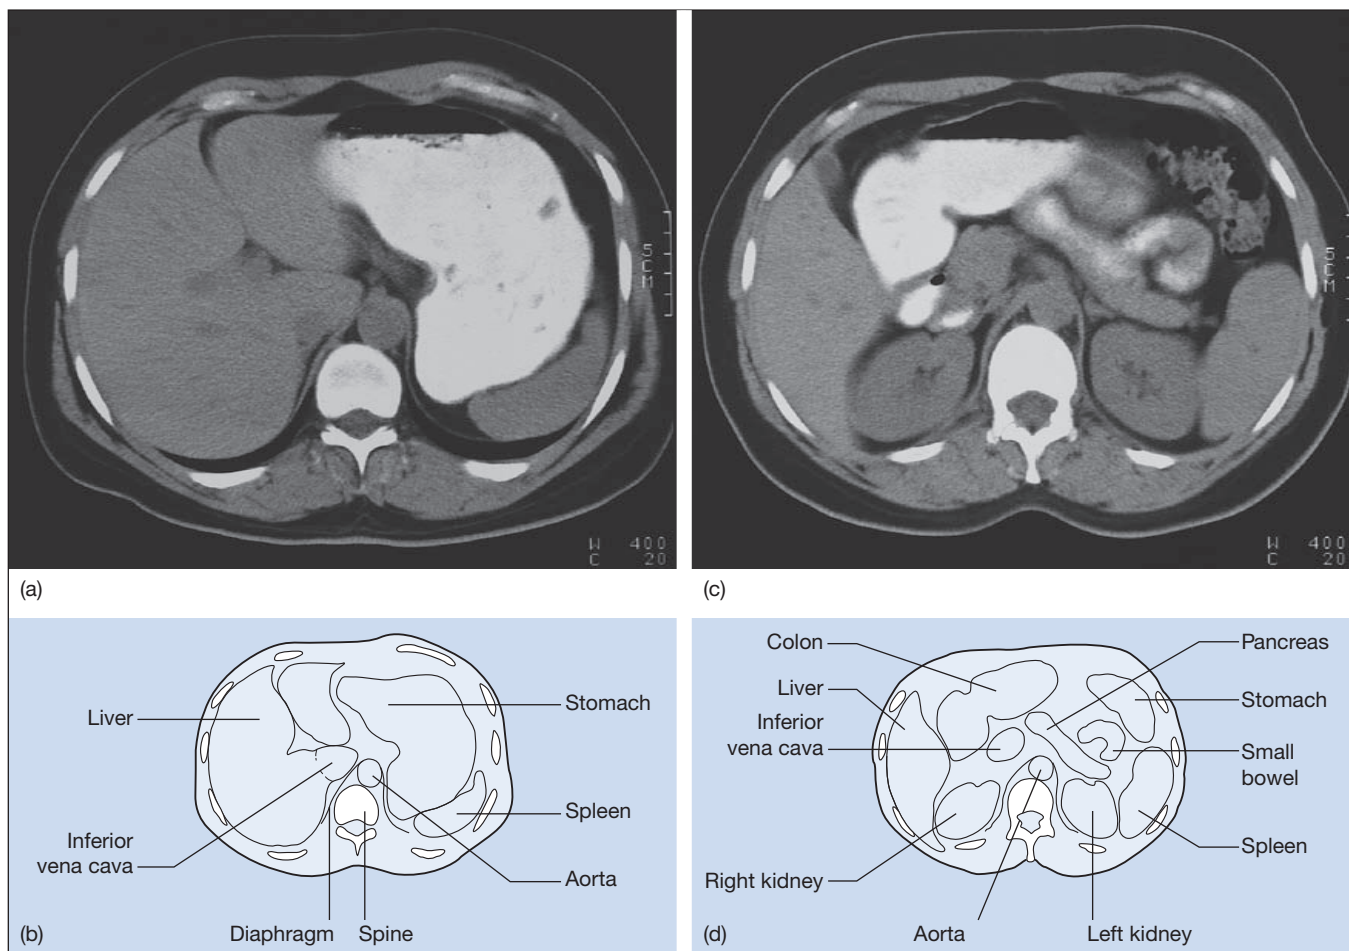 5
C
M
W 400
C 20
5
C
M
W 400
C 20
(a)
(c)
Liver
Inferior
vena cava
Diaphragm
Spine
Stomach
Spleen
Aorta
(b)
Colon
Liver
Inferior
vena cava
Right kidney
Aorta
Left kidney
Pancreas
Stomach
Small
bowel
Spleen
(d)